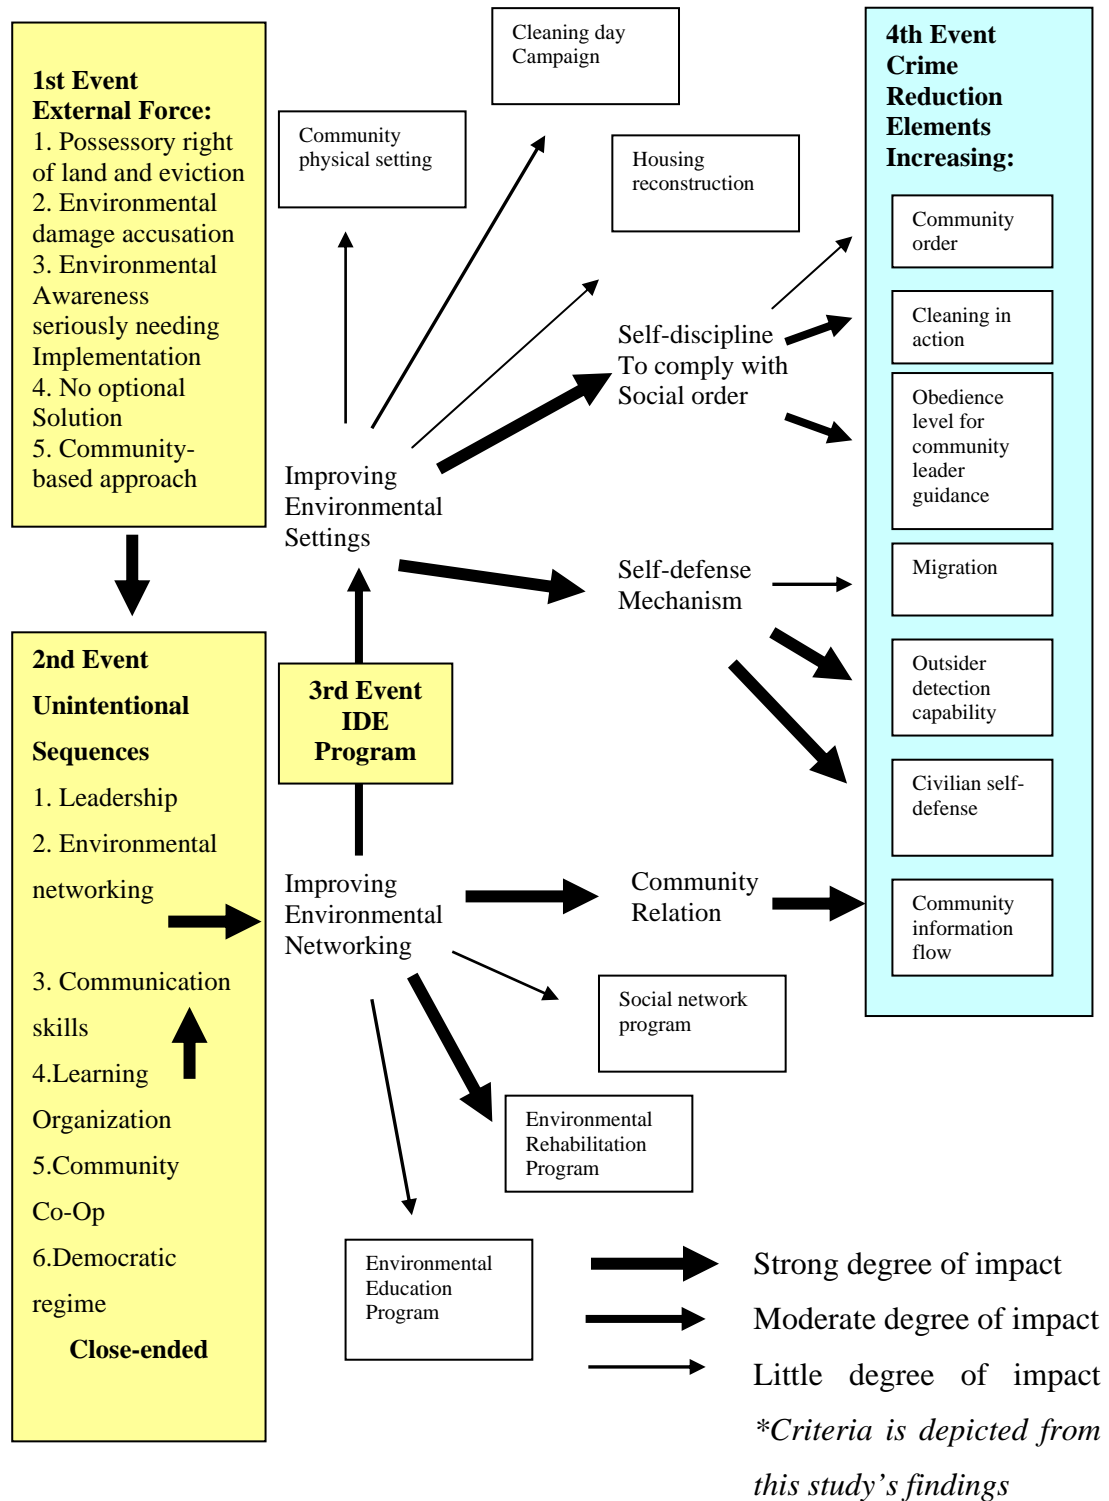 1st Event
External Force:
1. Possessory right
of land and eviction
2. Environmental
damage accusation
3. Environmental
Awareness
seriously needing
Implementation
4. No optional
Solution
5. Community-
based approach
2nd Event
Unintentional
Sequences
1. Leadership
2. Environmental
networking
3. Communication
skills
4.Learning
Organization
5.Community
Co-Op
6.Democratic
regime
Close-ended
Community
physical setting
Cleaning day
Campaign
Housing
reconstruction
Improving
Environmental
Settings
3rd Event
IDE
Program
Improving
Environmental
Networking
Self-discipline
To comply with
Social order
Self-defense
Mechanism
Community
Relation
Social network
program
Environmental
Rehabilitation
Program
Environmental
Education
Program
4th Event
Crime
Reduction
Elements
Increasing:
Community
order
Cleaning in
action
Obedience
level for
community
leader
guidance
Migration
Outsider
detection
capability
Civilian self-
defense
Community
information
flow
Strong degree of impact
Moderate degree of impact
Little degree of impact
*Criteria is depicted from
this study's findings